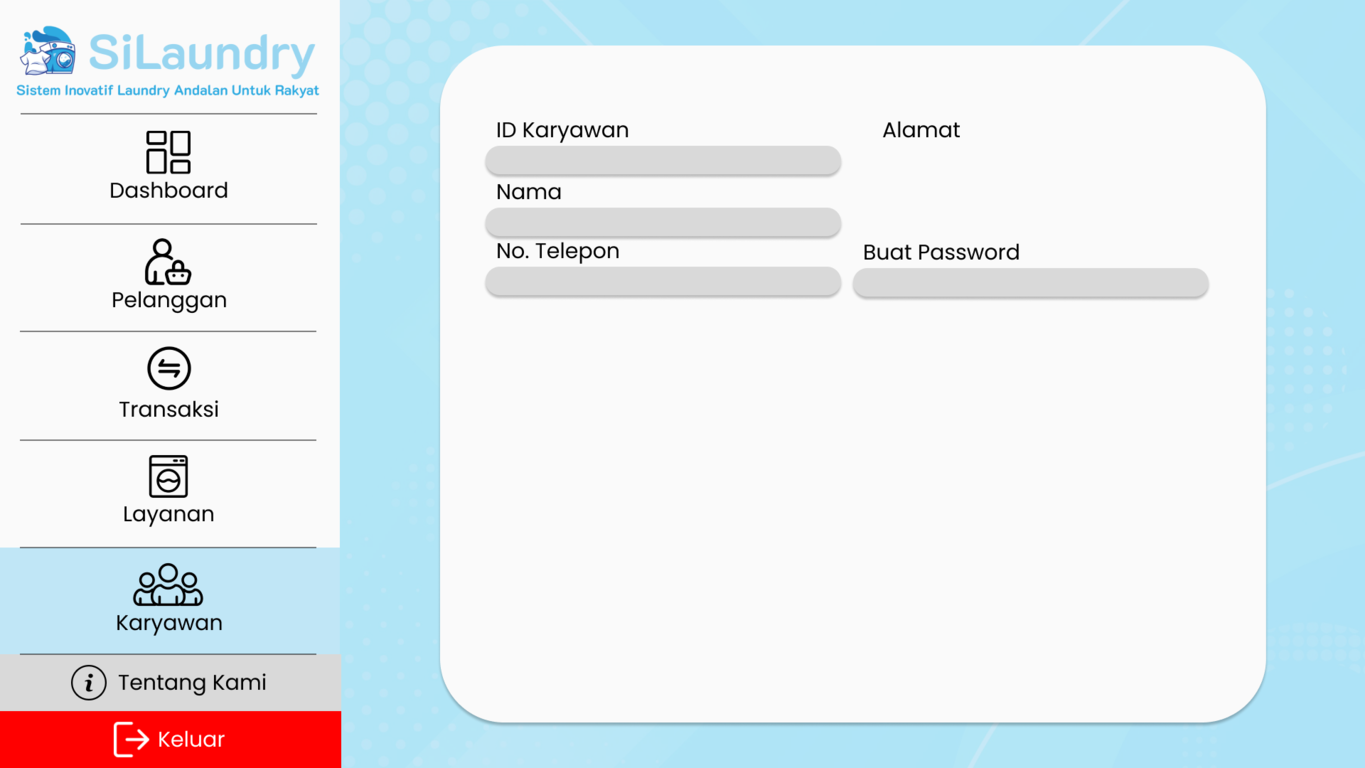 SiLaundry
Sistem Inovatif Laundry Andalan Untuk Rakyat
Dashboard
Pelanggan
Transaksi
Layanan
Karyawan
Tentang Kami
Keluar
ID Karyawan
Alamat
Nama
No. Telepon
Buat Password